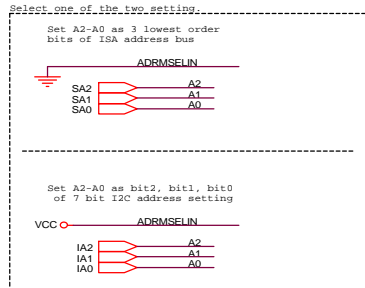 Select one of the two setting.
Set A2-A0 as 3 lowest order
bits of ISA address bus
ADRMSELIN
SA2 A2
SA1 A1
SA0 A0
Set A2-A0 as bit2, bit1, bit0
of 7 bit I2C address setting
VCC ADRMSELIN
IA2 A2
IA1 A1
IA0 A0